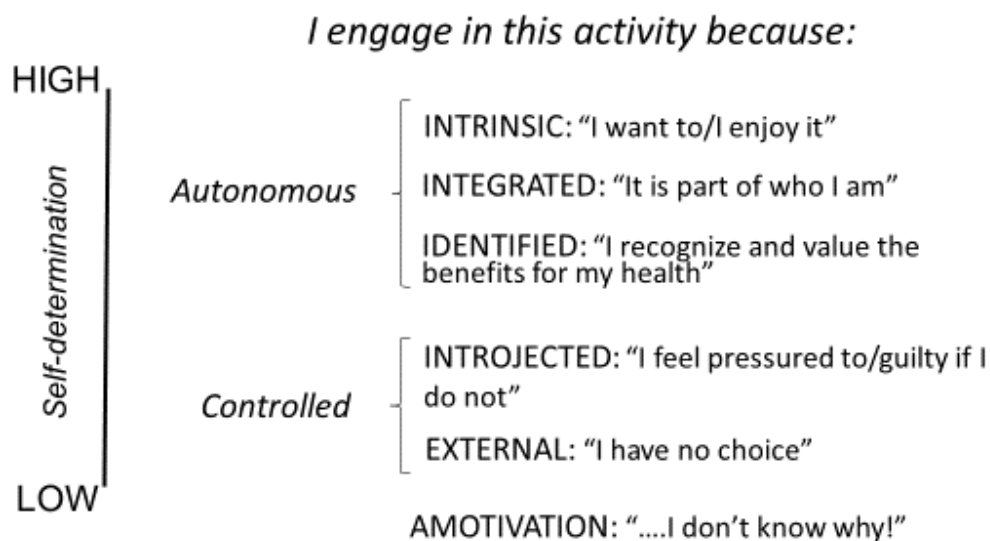 I engage in this activity because:
HIGH
INTRINSIC: “I want to/I enjoy it”
Autonomous
INTEGRATED: “It is part of who I am”
IDENTIFIED: “I recognize and value the
benefits for my health”
Self-determination
INTROJECTED: “I feel pressured to/guilty if I
do not”
Controlled
EXTERNAL: “I have no choice”
LOW
AMOTIVATION: “....I don’t know why!”